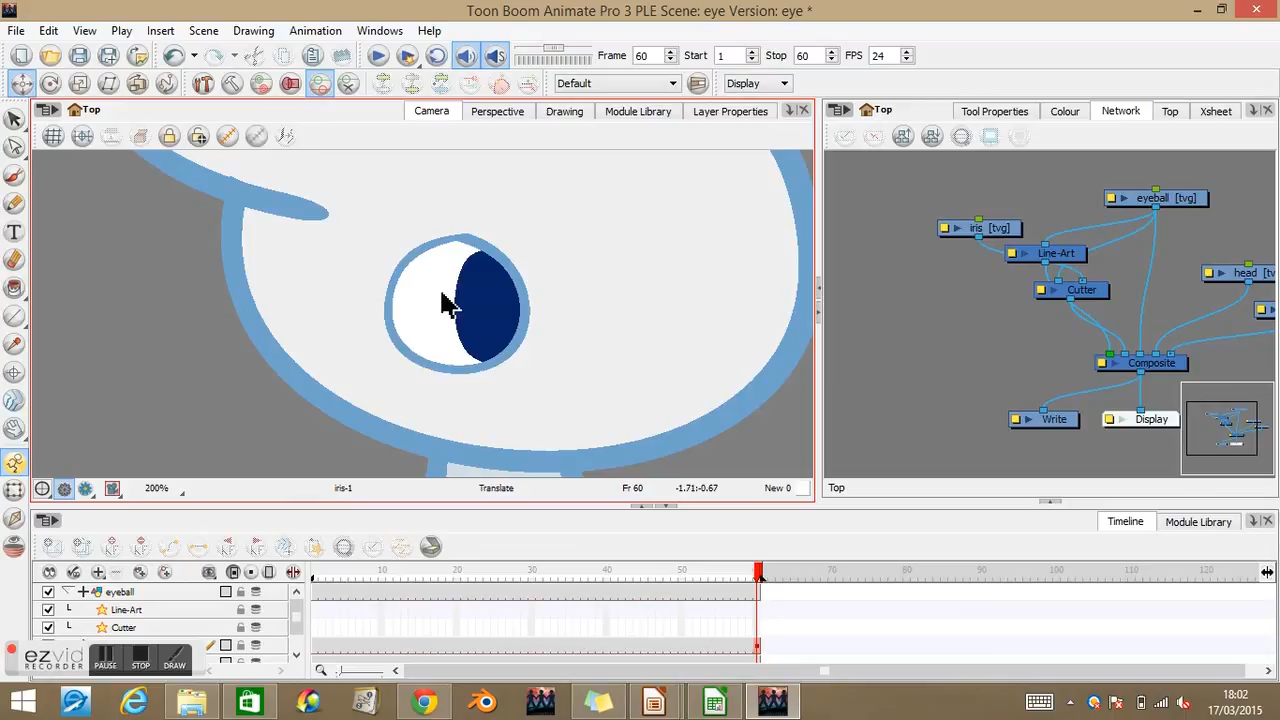 Toon Boom Animate Pro 3 PLE Scene: eye Version: eye *
File Edit View Play Insert Scene Drawing Animation Windows Help
Frame 60 Start 1 Stop 60 FPS 24
Default Display
Top Camera Perspective Drawing Module Library Layer Properties
Top Tool Properties Colour Network Top Xsheet
eyeball [tvg]
iris [tvg]
Line-Art
head [tv
Cutter
Composite
Write Display
200% iris-1 Translate Fr 60 -1.71:-0.67 New 0
Top
Timeline Module Library
10 20 30 40 50 70 80 90 100 110 120
eyeball
Line-Art
Cutter
ezvid
RECORDER
PAUSE STOP DRAW
18:02
17/03/2015